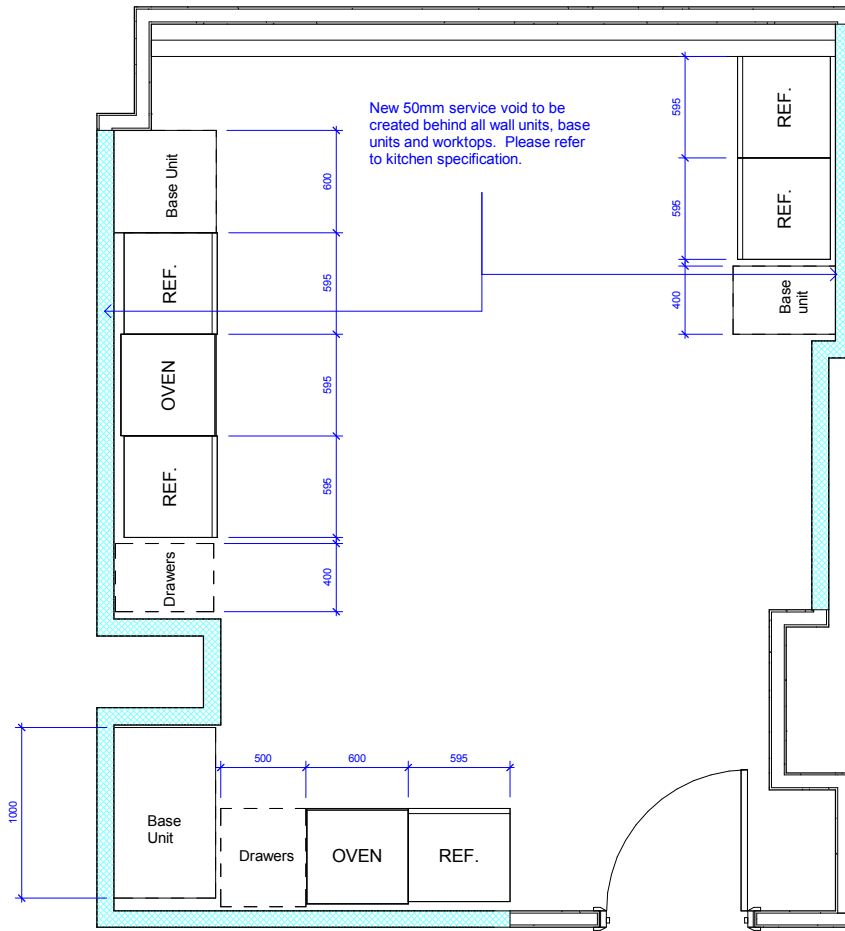 New 50mm service void to be
created behind all wall units, base
units and worktops.  Please refer
to kitchen specification.
595
REF.
595
REF.
400
Base
unit
Base Unit
600
REF.
595
OVEN
595
REF.
595
Drawers
400
1000
Base
Unit
500
600
595
Drawers
OVEN
REF.